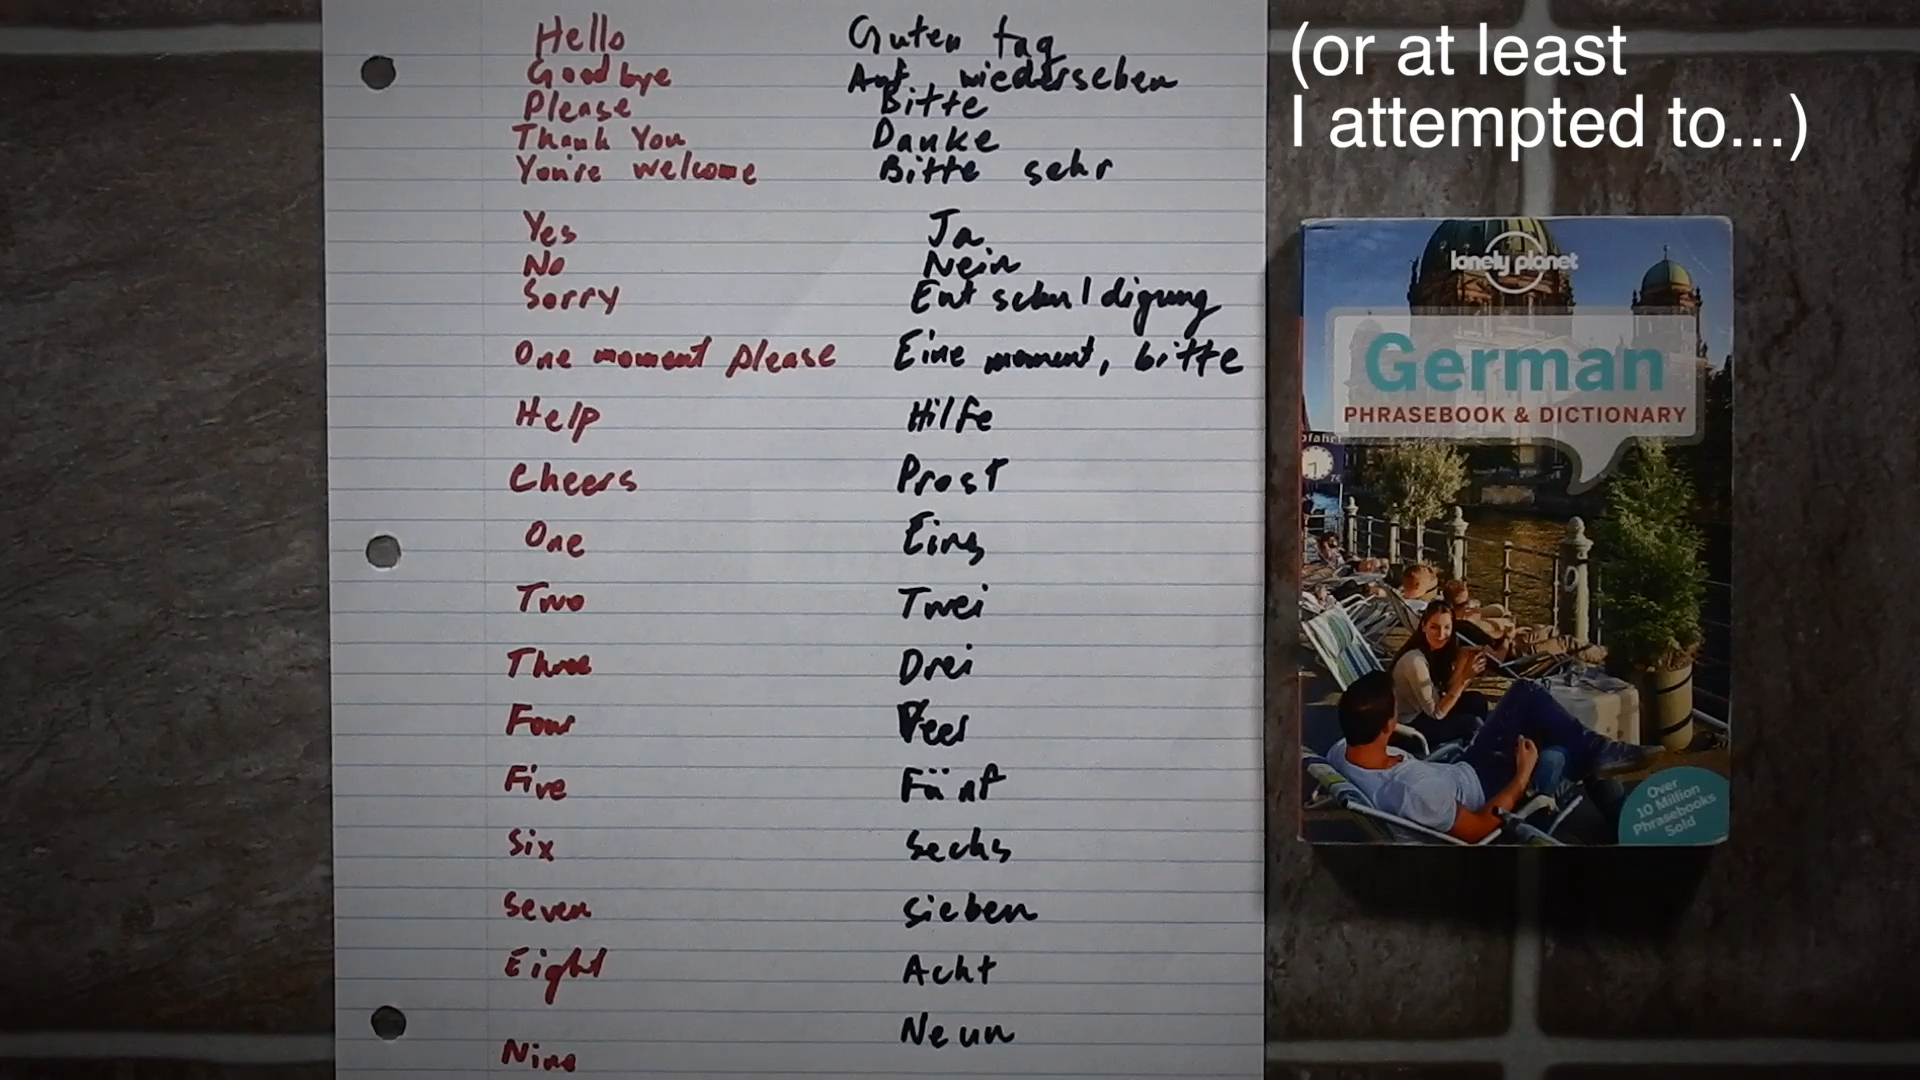 Hello Guten tag
Goodbye Auf wiedersehen
Please Bitte
Thank You Danke
You're welcome Bitte sehr
Yes Ja
No Nein
Sorry Entschuldigung
One moment please Eine moment, bitte
Help Hilfe
Cheers Prost
One Eins
Two Twei
Three Drei
Four Veer
Five Fünf
Six Sechs
Seven Sieben
Eight Acht
Nine Neun
(or at least
I attempted to...)
lonely planet
German
PHRASEBOOK & DICTIONARY
Over
10 Million
Phrasebooks
Sold